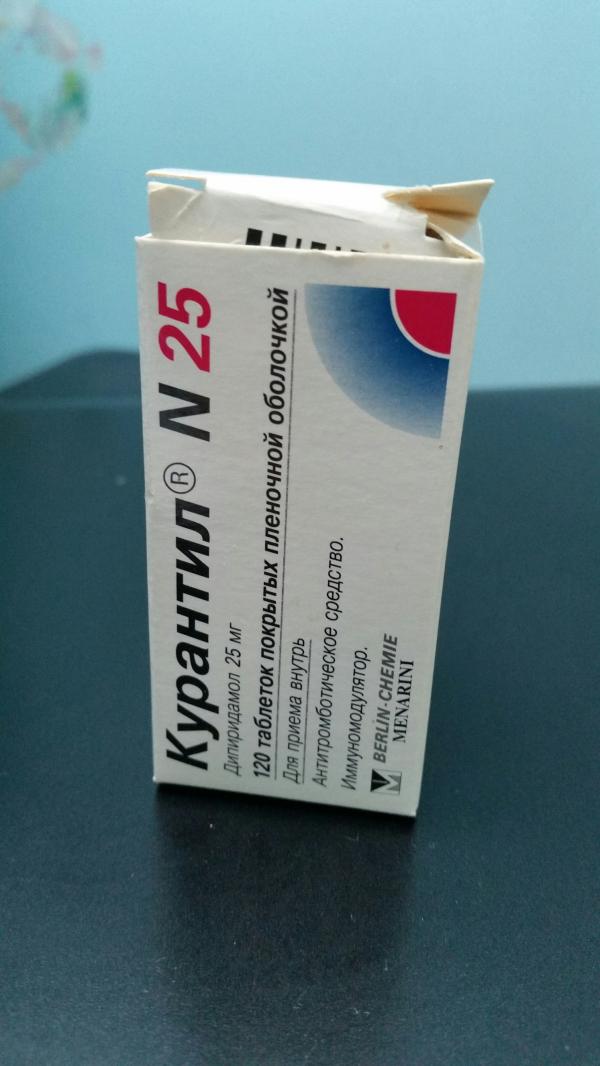 Курантил® N 25
Дипиридамол 25 мг
120 таблеток покрытых пленочной оболочкой
Для приема внутрь
Антитромботическое средство.
Иммуномодулятор.
BERLIN-CHEMIE
MENARINI